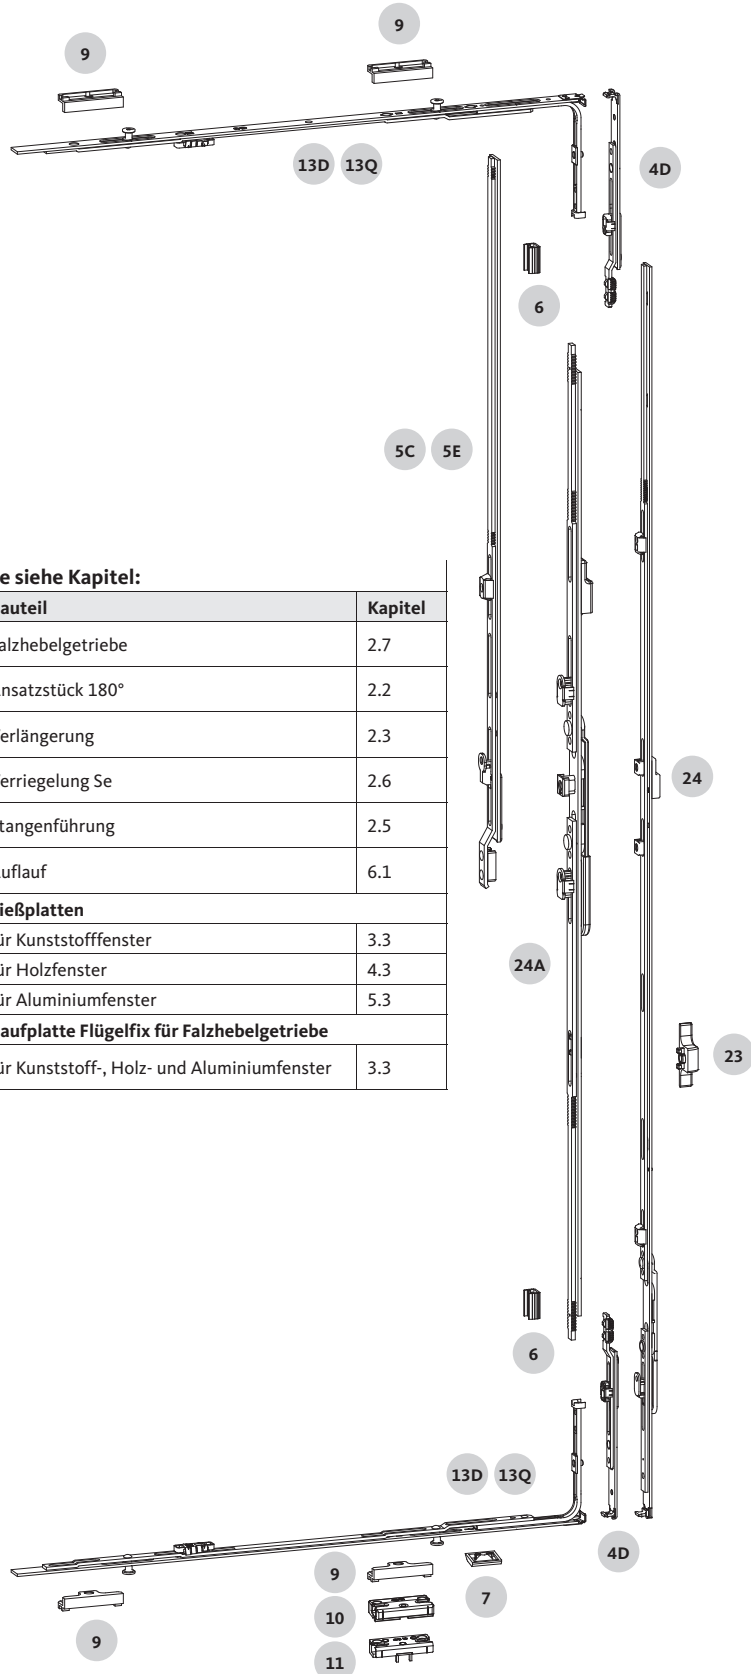 9
9
13D 13Q
4D
6
5C 5E
e siehe Kapitel:
auteil Kapitel
alzhebelgetriebe 2.7
nsatzstück 180° 2.2
erlängerung 2.3
erriegelung Se 2.6
tangenführung 2.5
uflauf 6.1
ließplatten
ür Kunststofffenster 3.3
ür Holzfenster 4.3
ür Aluminiumfenster 5.3
aufplatte Flügelfix für Falzhebelgetriebe
ür Kunststoff-, Holz- und Aluminiumfenster 3.3
24
24A
23
6
13D 13Q
4D
9
7
10
9
11